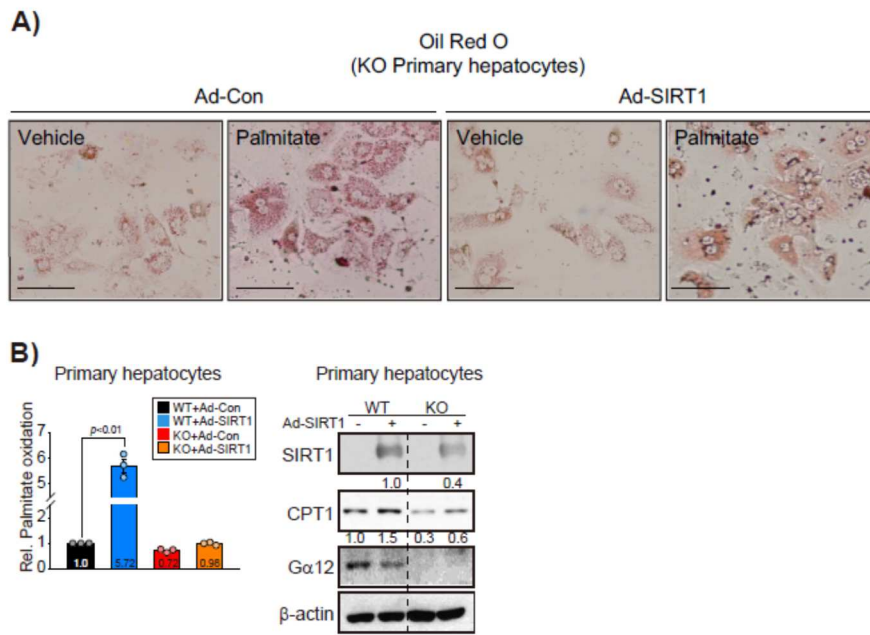 A)
Oil Red O
(KO Primary hepatocytes)
Ad-Con Ad-SIRT1
Vehicle Palmitate Vehicle Palmitate
B)
Primary hepatocytes
Rel. Palmitate oxidation
7
6
5
2
1
0
p<0.01
WT+Ad-Con
WT+Ad-SIRT1
KO+Ad-Con
KO+Ad-SIRT1
1.0 5.72 0.72 0.98
Primary hepatocytes
WT KO
Ad-SIRT1 - + - +
SIRT1
1.0 0.4
CPT1
1.0 1.5 0.3 0.6
Gα12
β-actin